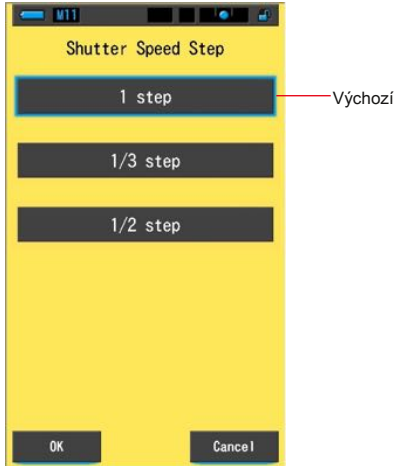 M11
Shutter Speed Step
1 step
Výchozí
1/3 step
1/2 step
OK
Cancel